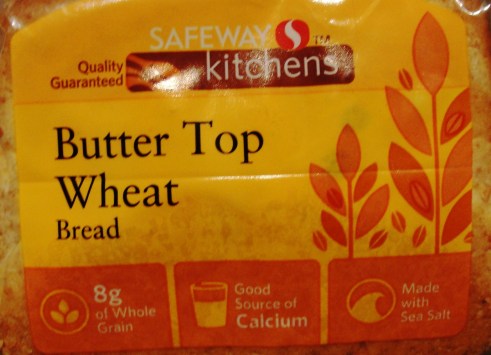 SAFEWAY ™
kitchens
Quality
Guaranteed
Butter Top
Wheat
Bread
8g
of Whole
Grain
Good
Source of
Calcium
Made
with
Sea Salt